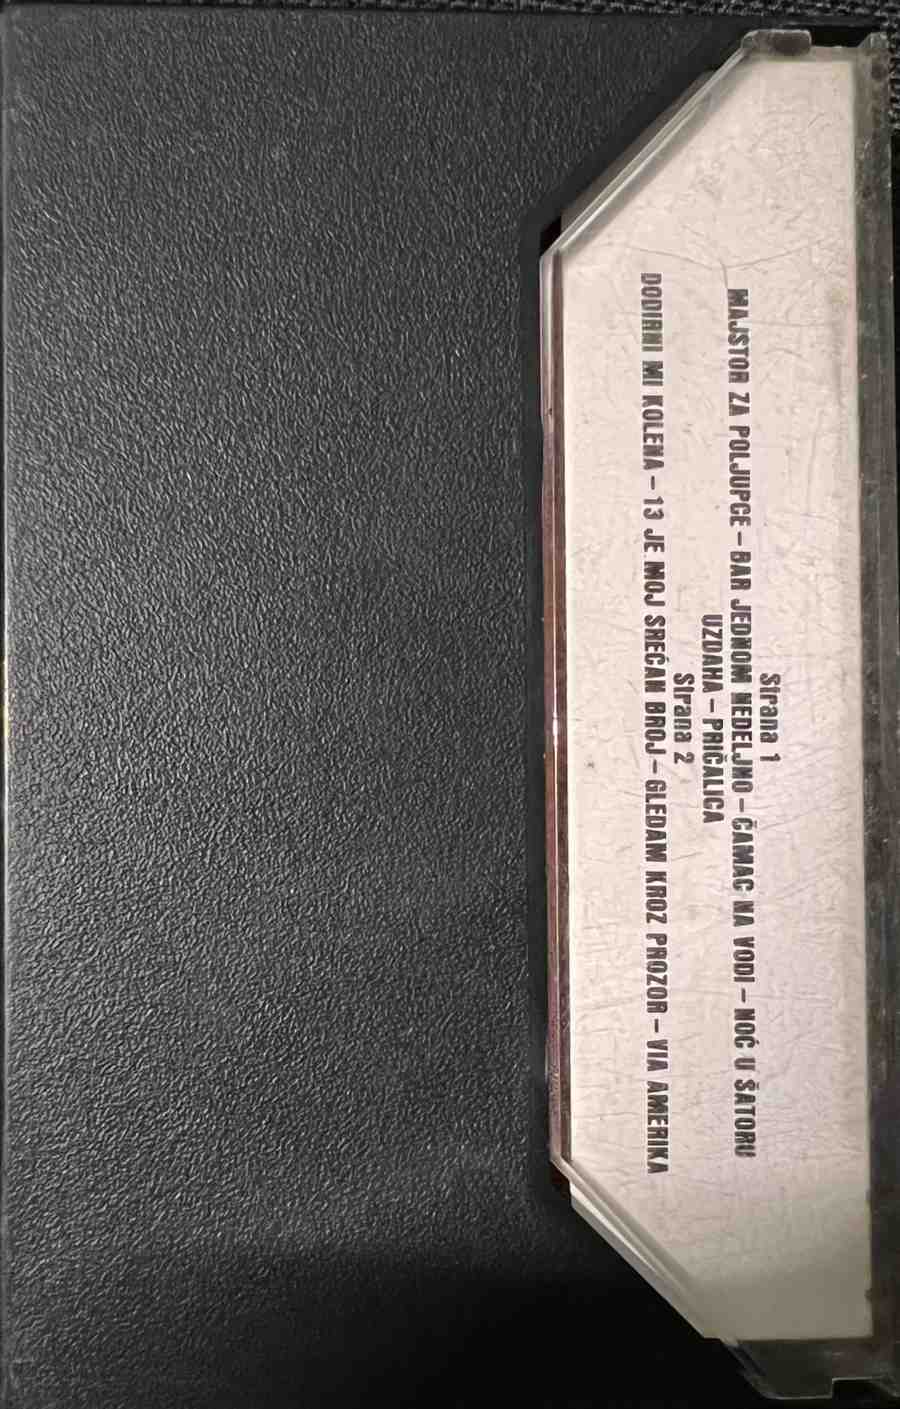 Strana 1
MAJSTOR ZA POLJUPCE – BAR JEDNOM NEDELJNO – ČAMAC NA VODI – NOĆ U ŠATORU
UZDAHA – PRIČALICA
Strana 2
DODIRNI MI KOLENA – 13 JE MOJ SREĆAN BROJ – GLEDAM KROZ PROZOR – VIA AMERIKA